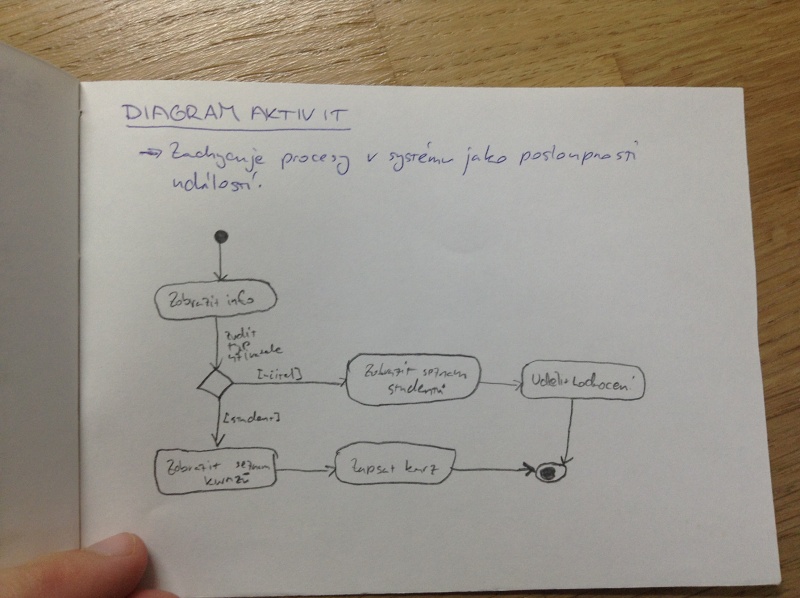 DIAGRAM AKTIVIT
→ Zachycuje procesy v systému jako posloupnosti
událostí.
Zobrazit info
zvolit
typ
uživatele
[učitel]
Zobrazit seznam
studentů
Udělit hodnocení
[student]
Zobrazit seznam
kurzů
Zapsat kurz